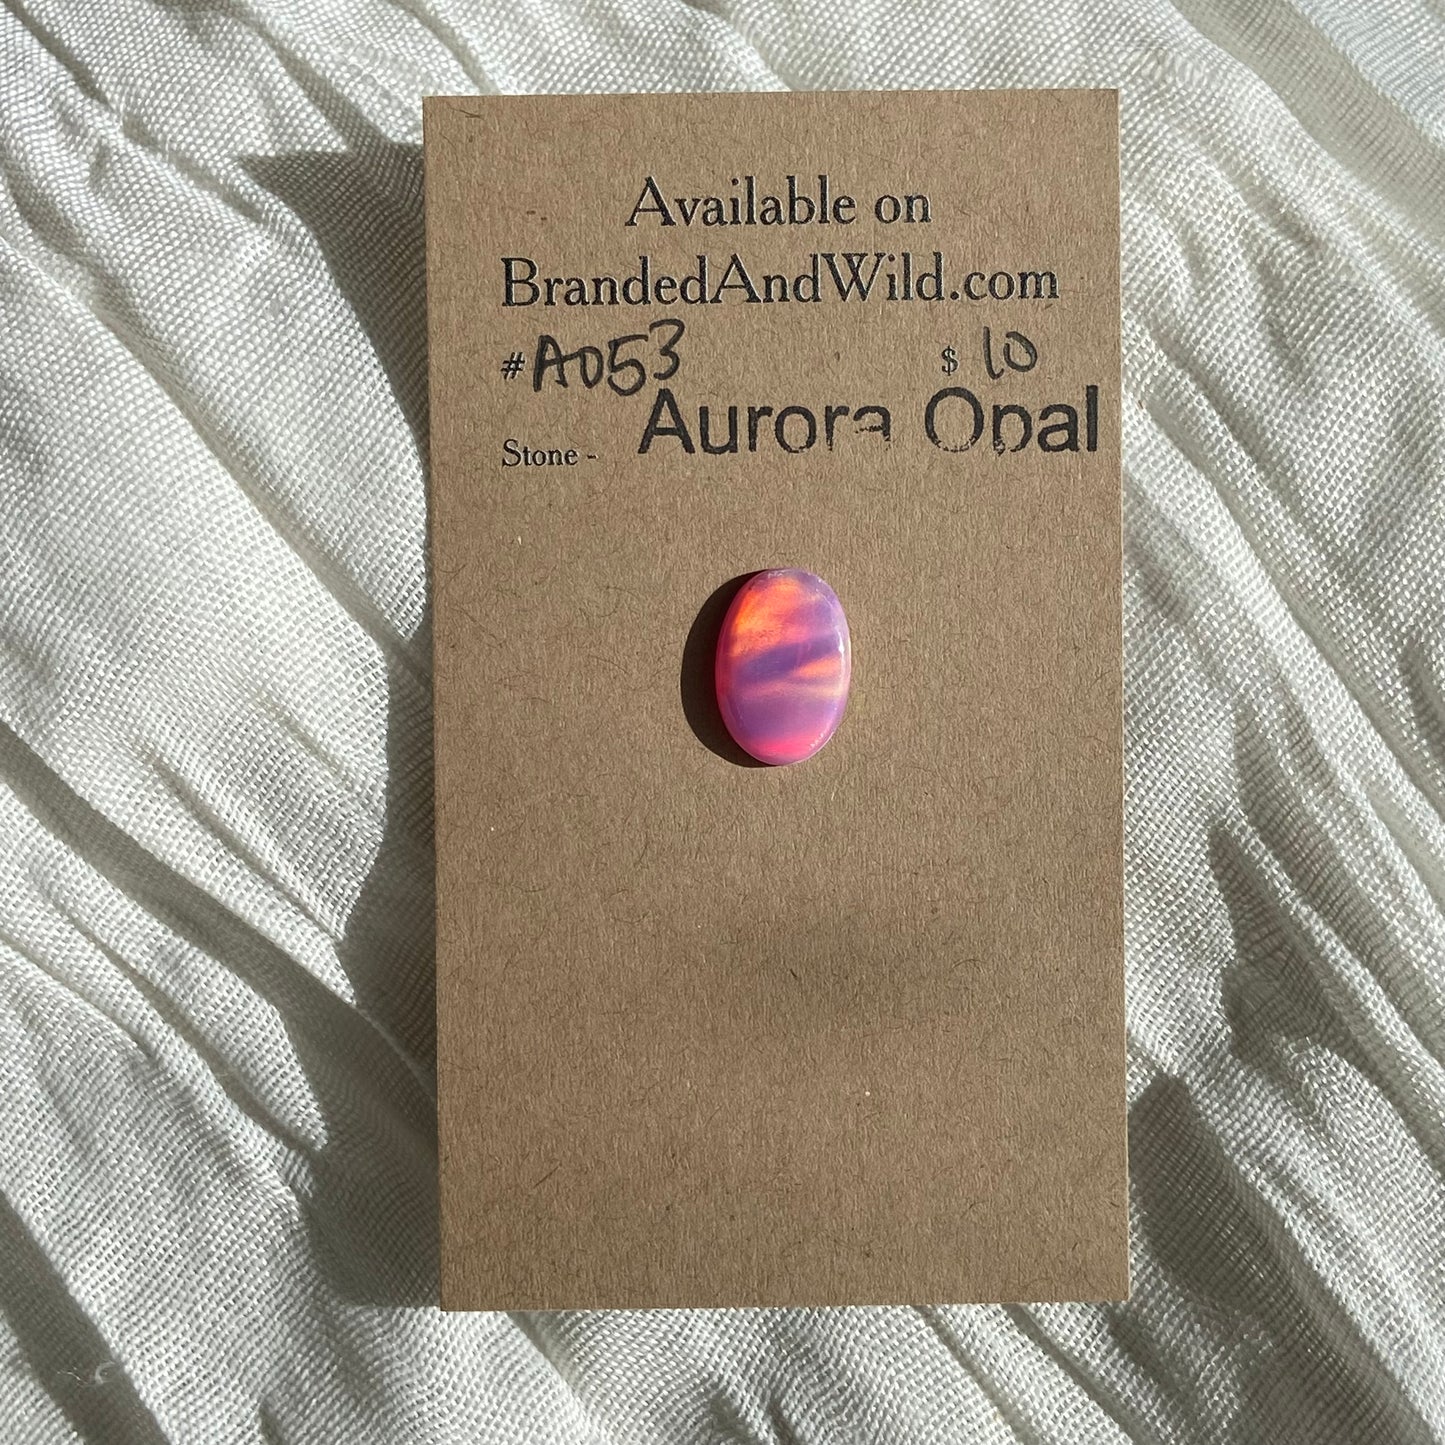 Available on
BrandedAndWild.com
#A053 $ 10
Stone - Aurora Opal